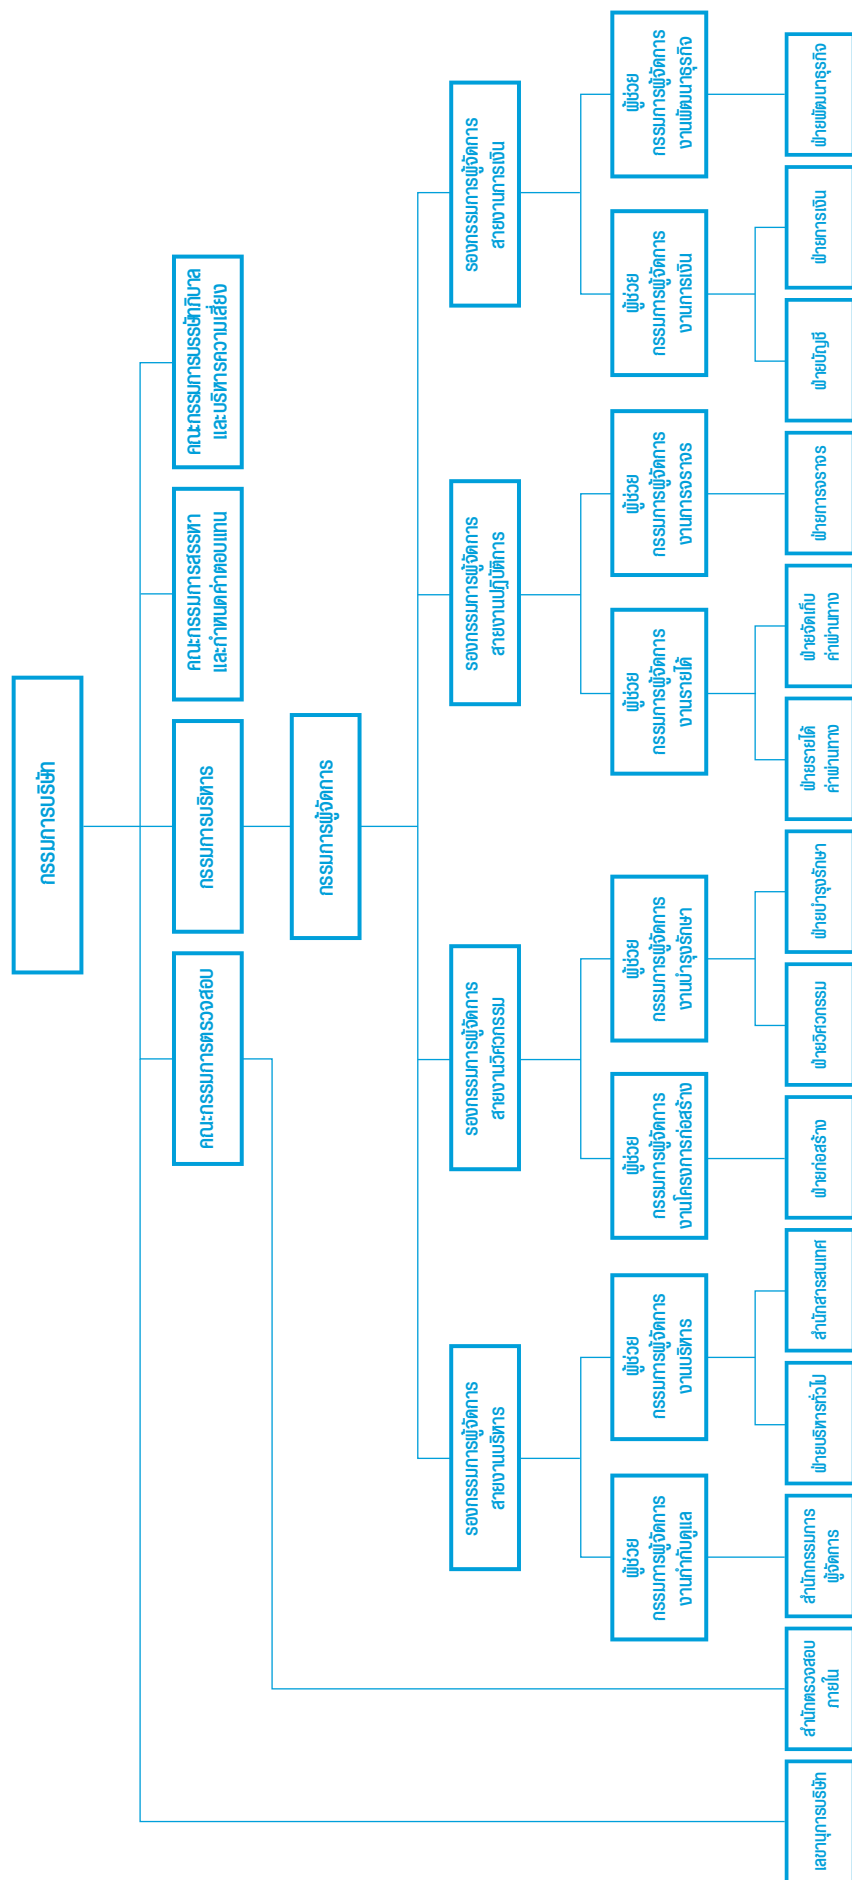 กรรมการบริษัท
คณะกรรมการตรวจสอบ
กรรมการบริหาร
คณะกรรมการสรรหา
และกำหนดค่าตอบแทน
คณะกรรมการบรรษัทภิบาล
และบริหารความเสี่ยง
กรรมการผู้จัดการ
รองกรรมการผู้จัดการ
สายงานบริหาร
รองกรรมการผู้จัดการ
สายงานวิศวกรรม
รองกรรมการผู้จัดการ
สายงานปฏิบัติการ
รองกรรมการผู้จัดการ
สายงานการเงิน
ผู้ช่วย
กรรมการผู้จัดการ
งานกำกับดูแล
ผู้ช่วย
กรรมการผู้จัดการ
งานบริหาร
ผู้ช่วย
กรรมการผู้จัดการ
งานโครงการก่อสร้าง
ผู้ช่วย
กรรมการผู้จัดการ
งานบำรุงรักษา
ผู้ช่วย
กรรมการผู้จัดการ
งานรายได้
ผู้ช่วย
กรรมการผู้จัดการ
งานการจราจร
ผู้ช่วย
กรรมการผู้จัดการ
งานการเงิน
ผู้ช่วย
กรรมการผู้จัดการ
งานพัฒนาธุรกิจ
เลขานุการบริษัท
สำนักตรวจสอบ
ภายใน
สำนักกรรมการ
ผู้จัดการ
ฝ่ายบริหารทั่วไป
สำนักสารสนเทศ
ฝ่ายก่อสร้าง
ฝ่ายวิศวกรรม
ฝ่ายบำรุงรักษา
ฝ่ายรายได้
ค่าผ่านทาง
ฝ่ายจัดเก็บ
ค่าผ่านทาง
ฝ่ายการจราจร
ฝ่ายบัญชี
ฝ่ายการเงิน
ฝ่ายพัฒนาธุรกิจ